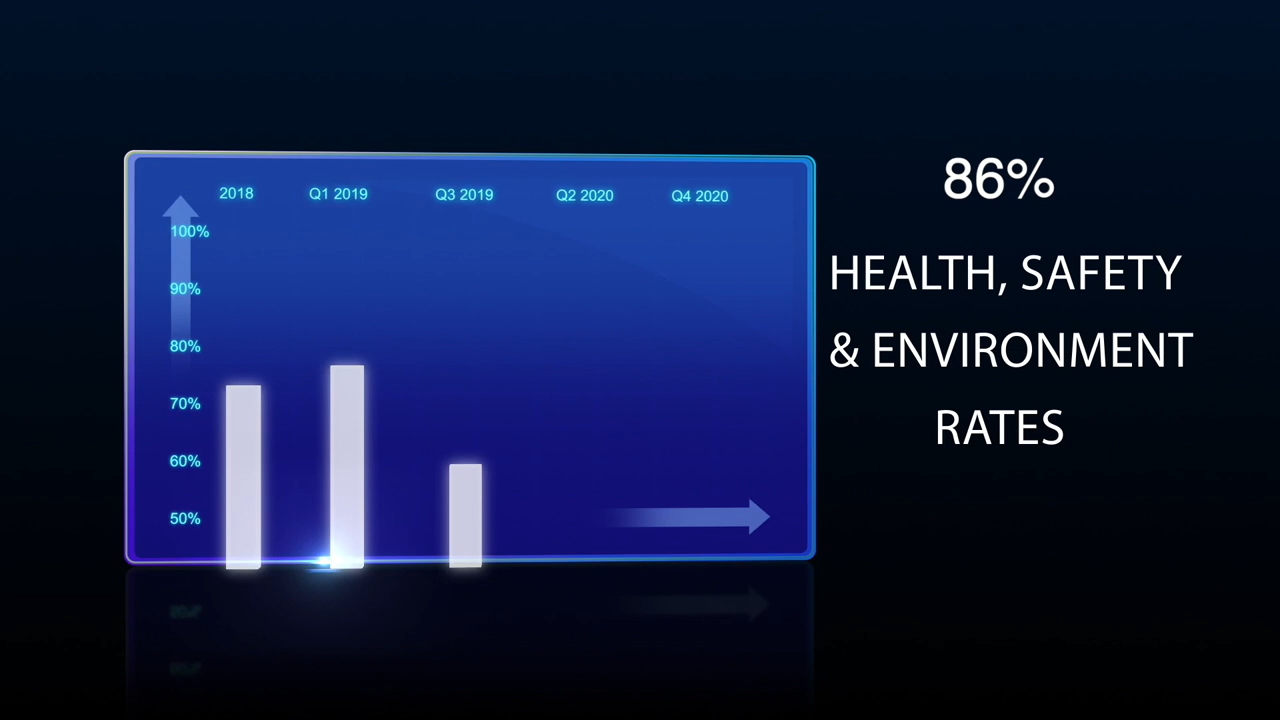 2018 Q1 2019 Q3 2019 Q2 2020 Q4 2020
100%
90%
80%
70%
60%
50%
86%
HEALTH, SAFETY
& ENVIRONMENT
RATES